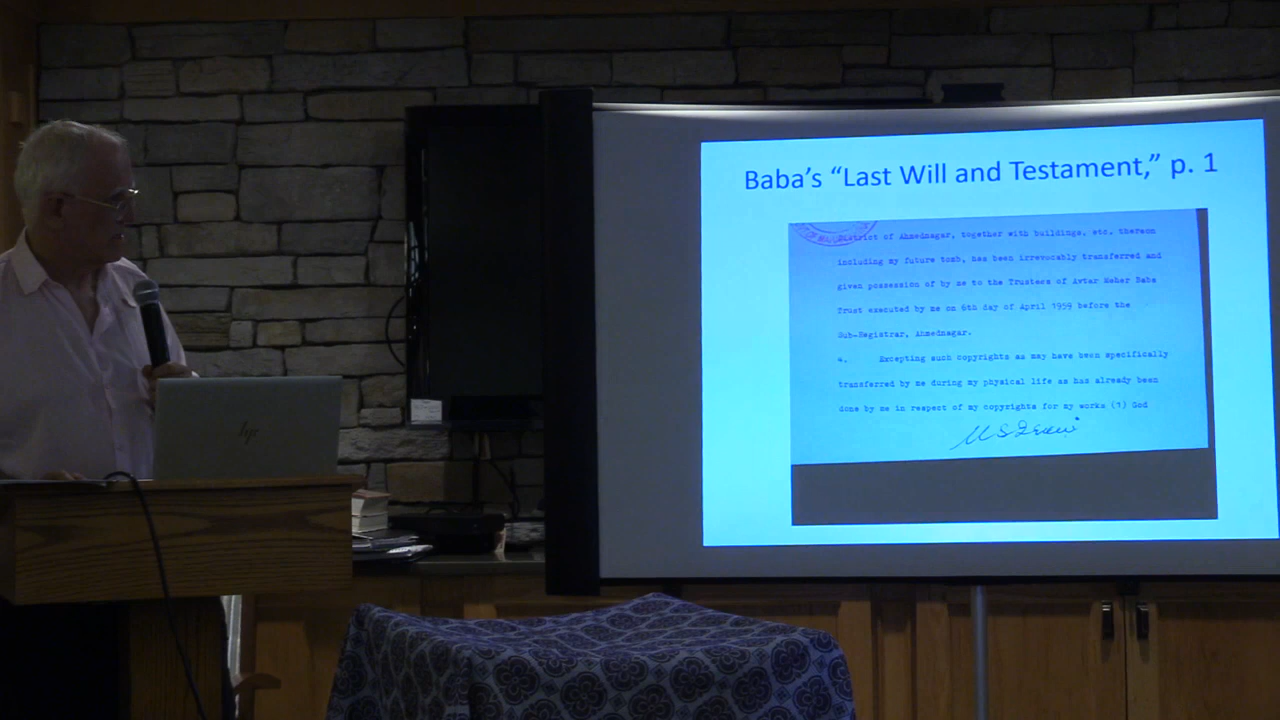 Baba's “Last Will and Testament,” p. 1
District of Ahmednagar, together with buildings, etc. thereon
including my future tomb, has been irrevocably transferred and
given possession of by me to the Trustees of Avtar Meher Baba
Trust executed by me on 6th day of April 1959 before the
Sub-Registrar, Ahmednagar.
4. Excepting such copyrights as may have been specifically
transferred by me during my physical life as has already been
done by me in respect of my copyrights for my works (1) God
hp